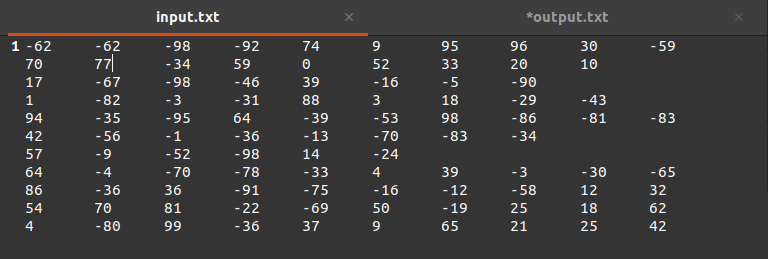 input.txt × *output.txt ×
1 -62 -62 -98 -92 74 9 95 96 30 -59
70 77 -34 59 0 52 33 20 10
17 -67 -98 -46 39 -16 -5 -90
1 -82 -3 -31 88 3 18 -29 -43
94 -35 -95 64 -39 -53 98 -86 -81 -83
42 -56 -1 -36 -13 -70 -83 -34
57 -9 -52 -98 14 -24
64 -4 -70 -78 -33 4 39 -3 -30 -65
86 -36 36 -91 -75 -16 -12 -58 12 32
54 70 81 -22 -69 50 -19 25 18 62
4 -80 99 -36 37 9 65 21 25 42